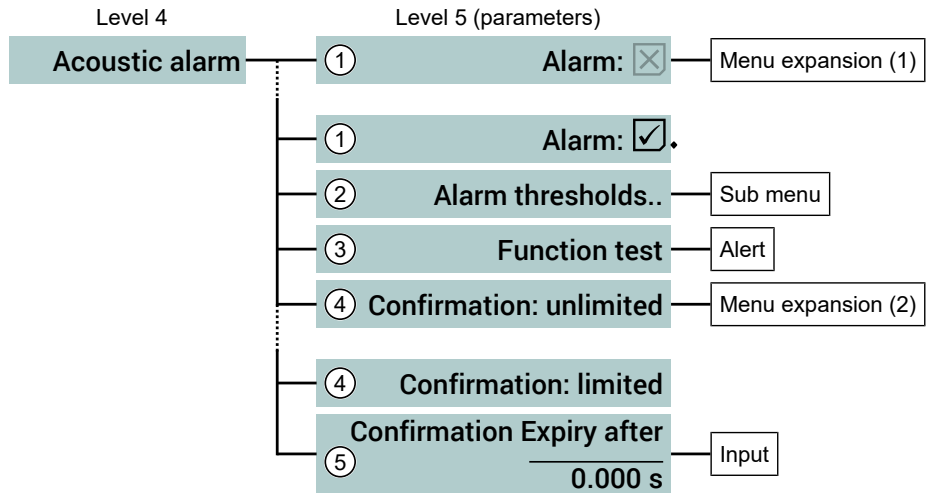 Level 4
Level 5 (parameters)
Acoustic alarm
1 Alarm:
Menu expansion (1)
1 Alarm:
2 Alarm thresholds..
Sub menu
3 Function test
Alert
4 Confirmation: unlimited
Menu expansion (2)
4 Confirmation: limited
5 Confirmation Expiry after
0.000 s
Input